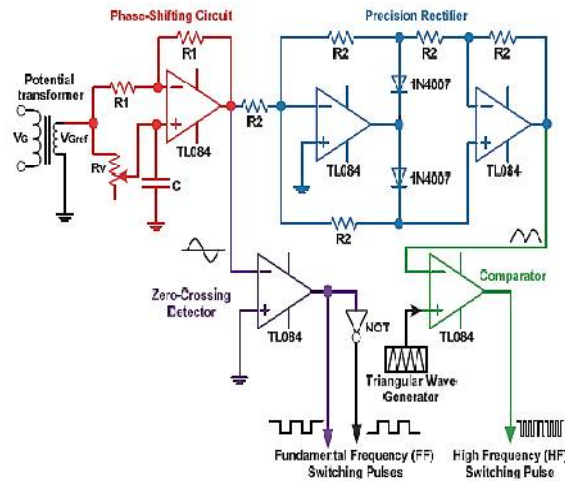 Phase-Shifting Circuit
Precision Rectifier
R1
R2
R2
R2
Potential
transformer
R1
R2
1N4007
VG
VGref
TL084
TL084
TL084
Rv
C
1N4007
R2
Zero-Crossing
Detector
Comparator
NOT
TL084
TL084
Triangular Wave
Generator
Fundamental Frequency (FF)
Switching Pulses
High Frequency (HF)
Switching Pulse